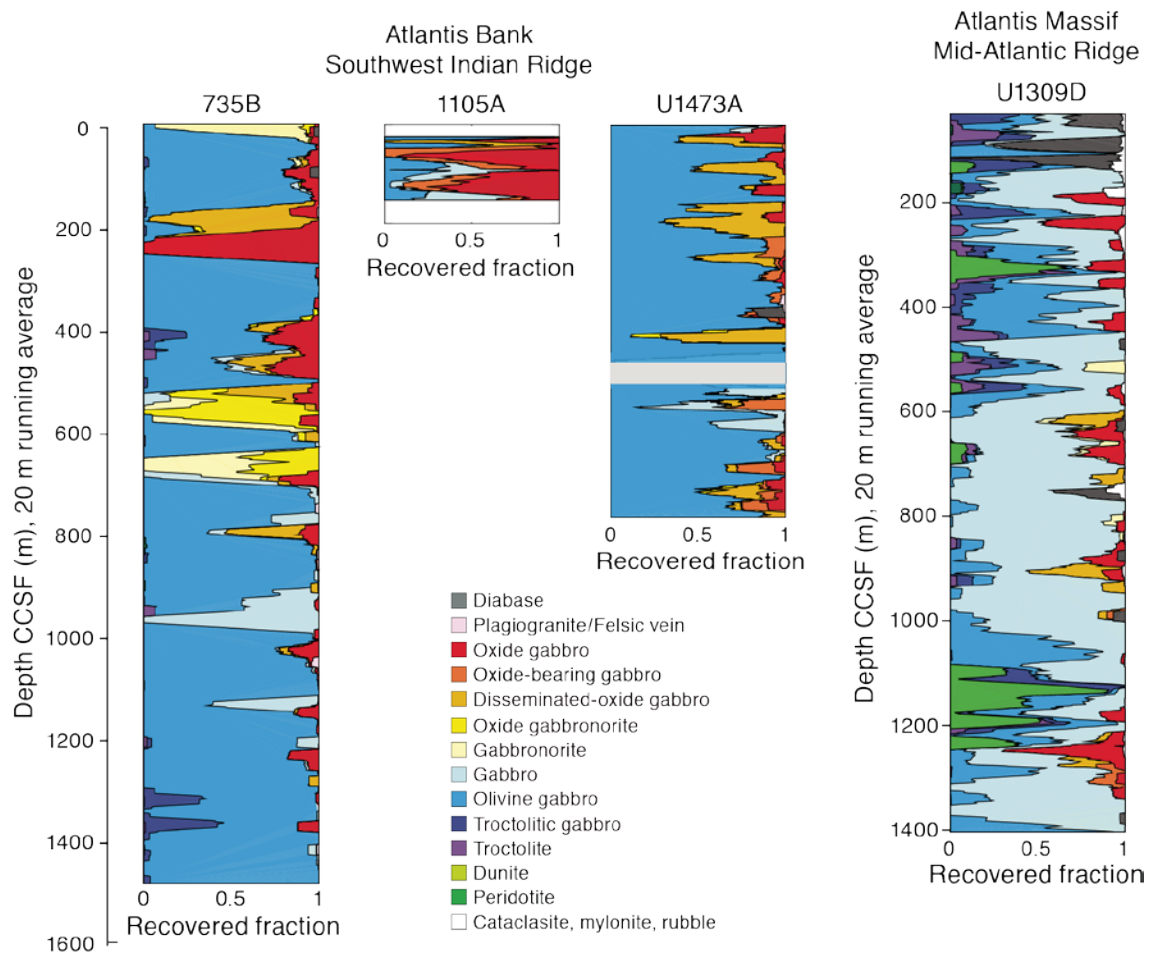 Atlantis Bank
Southwest Indian Ridge
Atlantis Massif
Mid-Atlantic Ridge
735B
1105A
U1473A
U1309D
Depth CCSF (m), 20 m running average
0
200
400
600
800
1000
1200
1400
1600
0 0.5 1
Recovered fraction
0 0.5 1
Recovered fraction
0 0.5 1
Recovered fraction
Diabase
Plagiogranite/Felsic vein
Oxide gabbro
Oxide-bearing gabbro
Disseminated-oxide gabbro
Oxide gabbronorite
Gabbronorite
Gabbro
Olivine gabbro
Troctolitic gabbro
Troctolite
Dunite
Peridotite
Cataclasite, mylonite, rubble
Depth CCSF (m), 20 m running average
200
400
600
800
1000
1200
1400
0 0.5 1
Recovered fraction